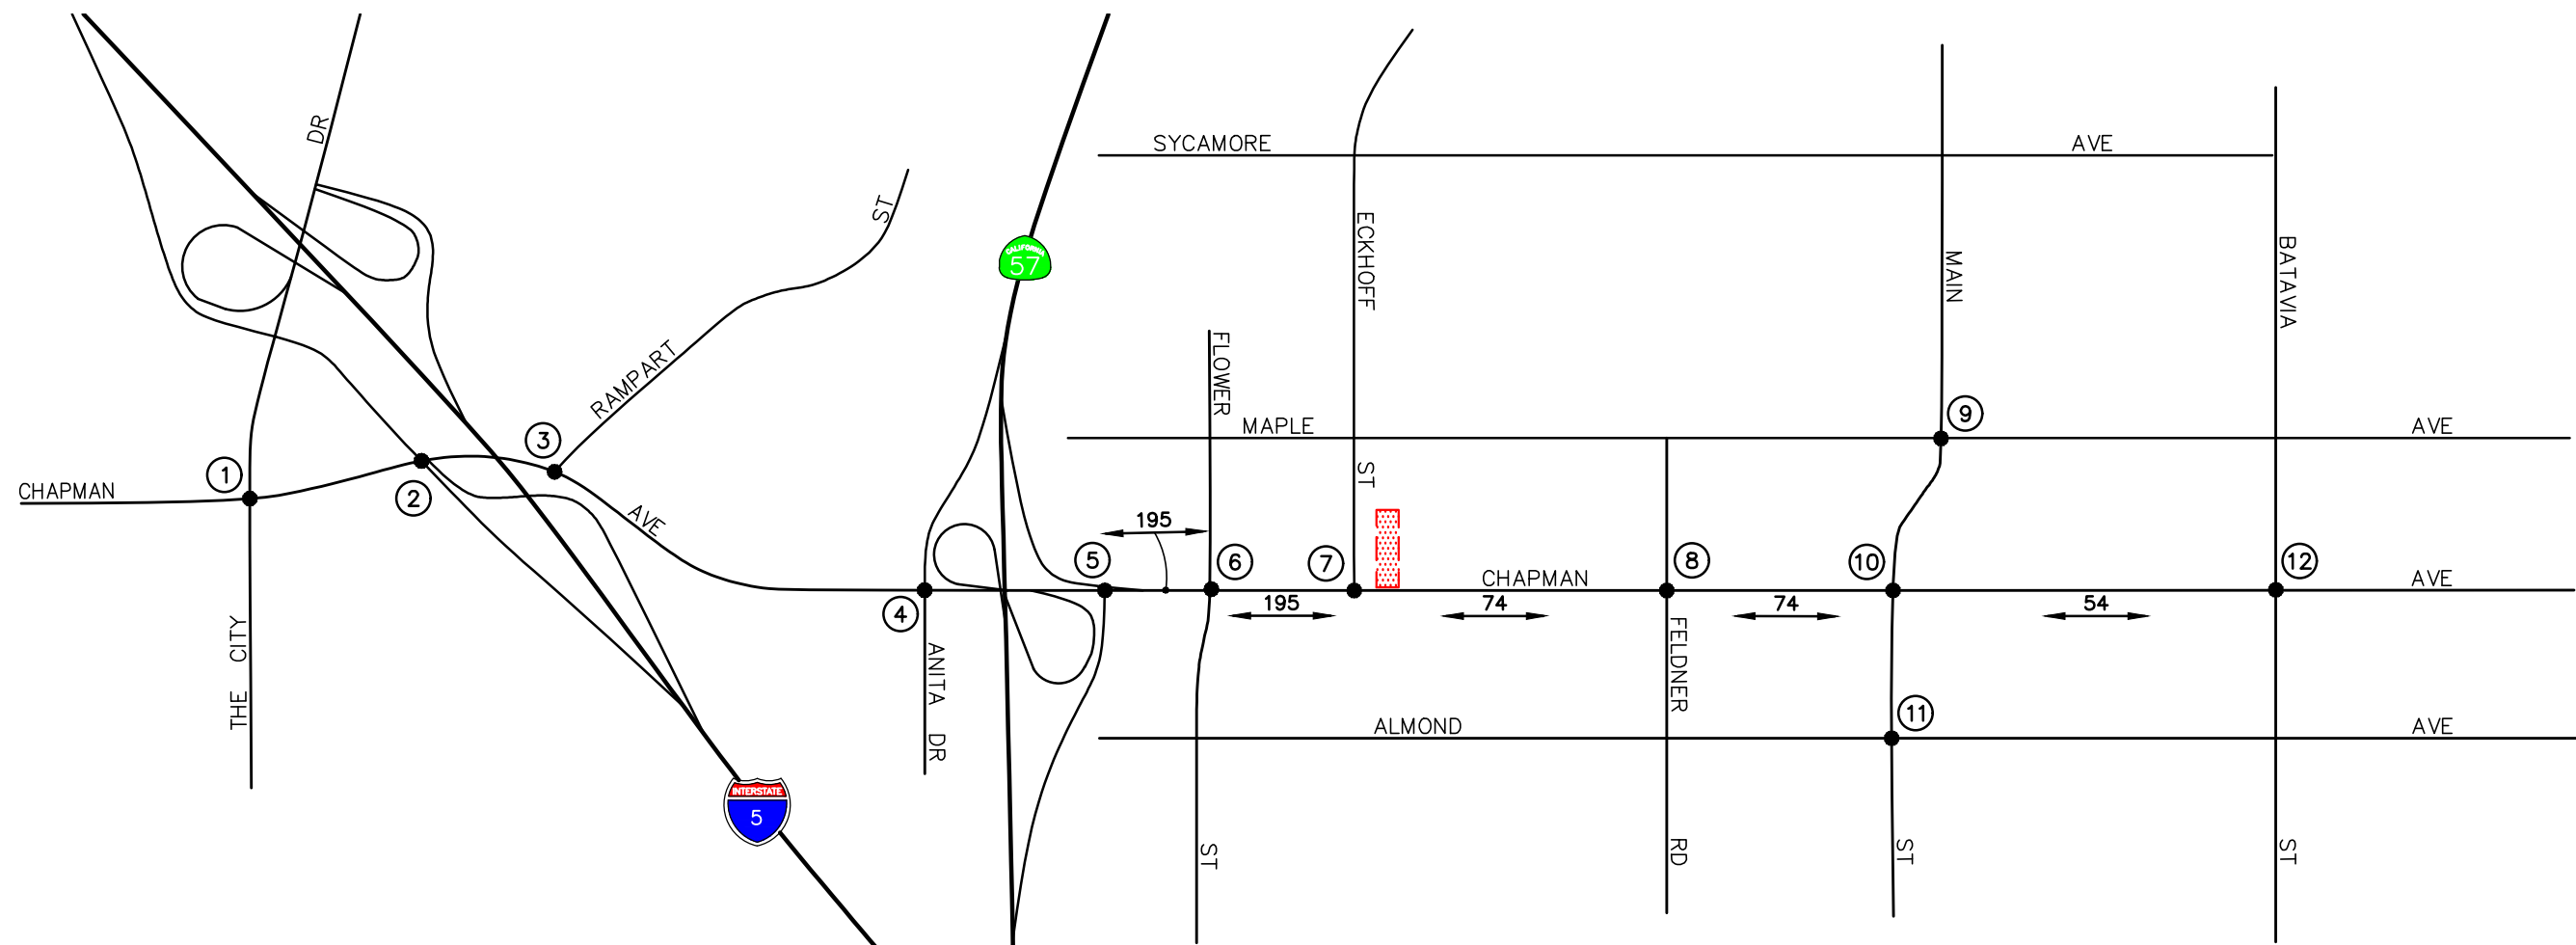 DR
SYCAMORE AVE
ST
CALIFORNIA
57
ECKHOFF
ST
MAIN
BATAVIA
FLOWER
RAMPART
MAPLE AVE
9
3
1
CHAPMAN
2
AVE
195
5
6
7
8
10
12
CHAPMAN AVE
4
195
74
74
54
THE CITY
ANITA DR
FELDNER
11
ALMOND AVE
INTERSTATE
5
ST
RD
ST
ST